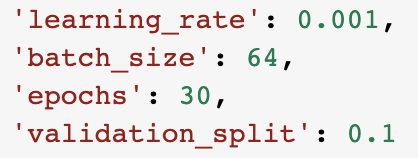 'learning_rate': 0.001,
'batch_size': 64,
'epochs': 30,
'validation_split': 0.1